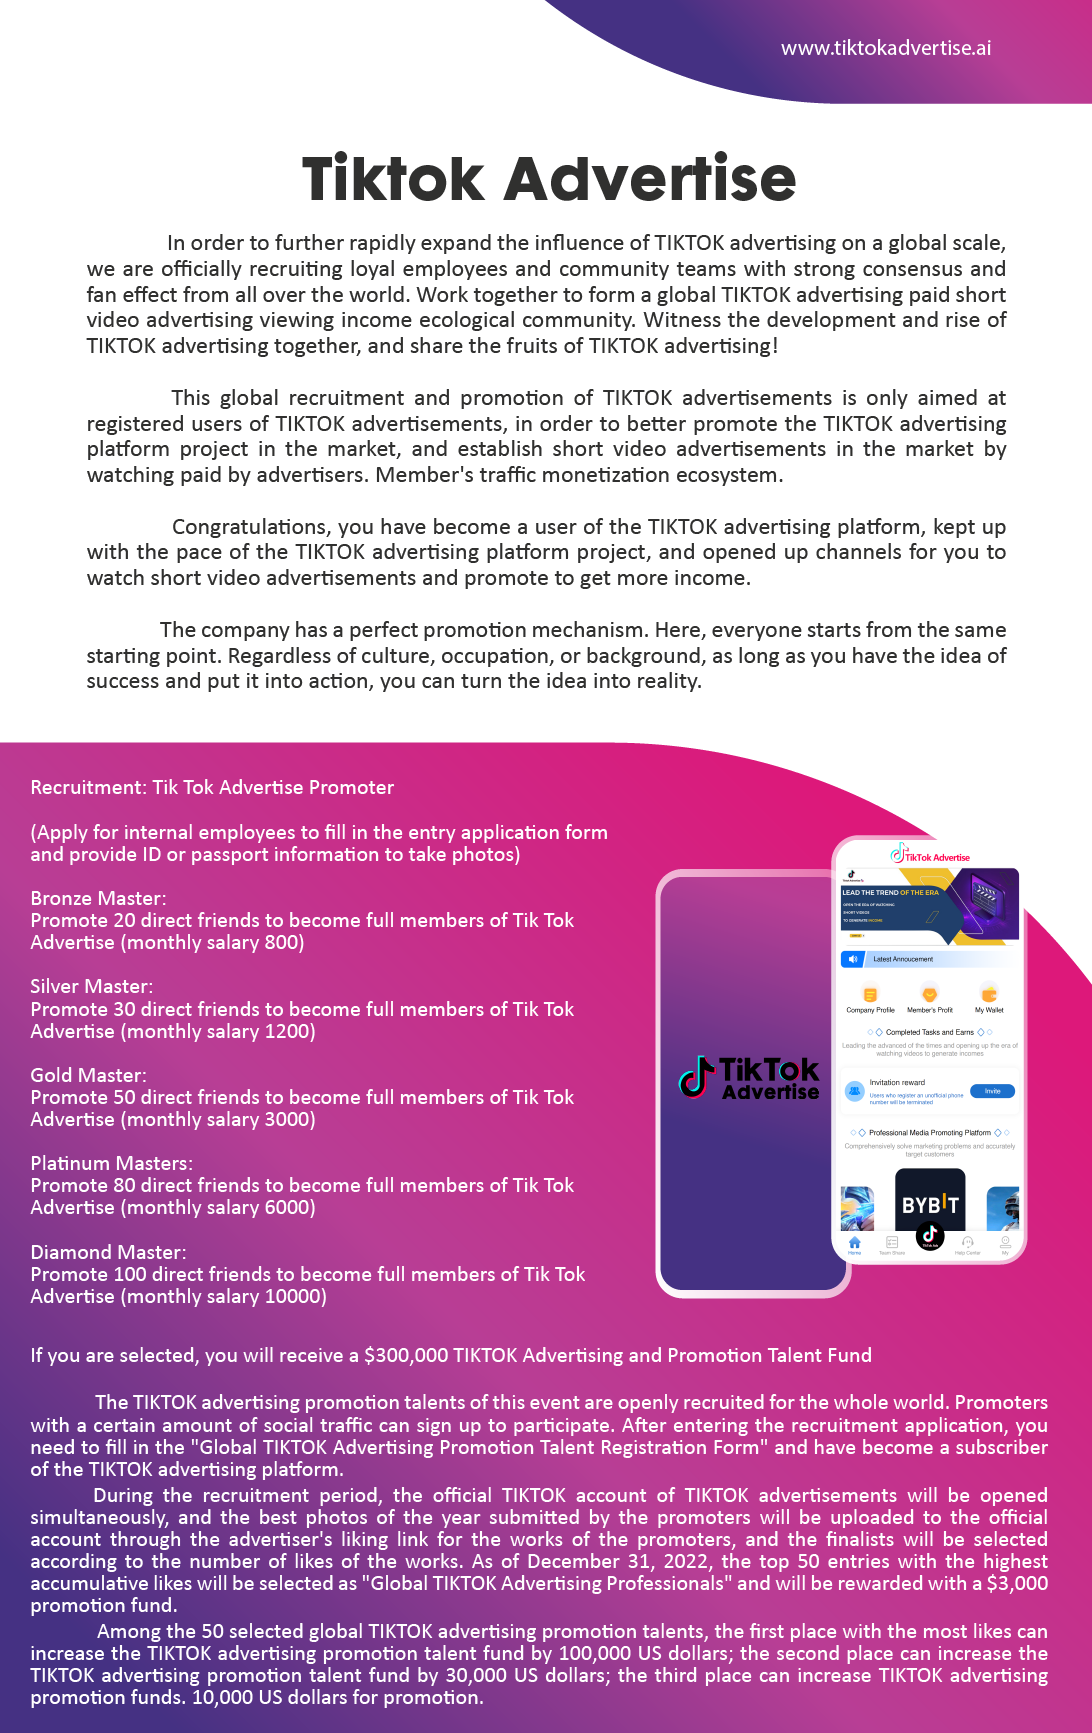 www.tiktokadvertise.ai
Tiktok Advertise
In order to further rapidly expand the influence of TIKTOK advertising on a global scale,
we are officially recruiting loyal employees and community teams with strong consensus and
fan effect from all over the world. Work together to form a global TIKTOK advertising paid short
video advertising viewing income ecological community. Witness the development and rise of
TIKTOK advertising together, and share the fruits of TIKTOK advertising!
This global recruitment and promotion of TIKTOK advertisements is only aimed at
registered users of TIKTOK advertisements, in order to better promote the TIKTOK advertising
platform project in the market, and establish short video advertisements in the market by
watching paid by advertisers. Member's traffic monetization ecosystem.
Congratulations, you have become a user of the TIKTOK advertising platform, kept up
with the pace of the TIKTOK advertising platform project, and opened up channels for you to
watch short video advertisements and promote to get more income.
The company has a perfect promotion mechanism. Here, everyone starts from the same
starting point. Regardless of culture, occupation, or background, as long as you have the idea of
success and put it into action, you can turn the idea into reality.
Recruitment: Tik Tok Advertise Promoter
(Apply for internal employees to fill in the entry application form
and provide ID or passport information to take photos)
Bronze Master:
Promote 20 direct friends to become full members of Tik Tok
Advertise (monthly salary 800)
Silver Master:
Promote 30 direct friends to become full members of Tik Tok
Advertise (monthly salary 1200)
Gold Master:
Promote 50 direct friends to become full members of Tik Tok
Advertise (monthly salary 3000)
Platinum Masters:
Promote 80 direct friends to become full members of Tik Tok
Advertise (monthly salary 6000)
Diamond Master:
Promote 100 direct friends to become full members of Tik Tok
Advertise (monthly salary 10000)
TikTok
Advertise
TikTok Advertise
LEAD THE TREND OF THE ERA
OPEN THE ERA OF WATCHING
SHORT VIDEOS
TO GENERATE INCOME
Latest Annoucement
Company Profile Member's Profit My Wallet
Completed Tasks and Earns
Leading the advanced of the times and opening up the era of
watching videos to generate incomes
Invitation reward
Users who register an unofficial phone
number will be terminated
Invite
Professional Media Promoting Platform
Comprehensively solve marketing problems and accurately
target customers
BYBIT
Home Team Share Help Center My
If you are selected, you will receive a $300,000 TIKTOK Advertising and Promotion Talent Fund
The TIKTOK advertising promotion talents of this event are openly recruited for the whole world. Promoters
with a certain amount of social traffic can sign up to participate. After entering the recruitment application, you
need to fill in the "Global TIKTOK Advertising Promotion Talent Registration Form" and have become a subscriber
of the TIKTOK advertising platform.
During the recruitment period, the official TIKTOK account of TIKTOK advertisements will be opened
simultaneously, and the best photos of the year submitted by the promoters will be uploaded to the official
account through the advertiser's liking link for the works of the promoters, and the finalists will be selected
according to the number of likes of the works. As of December 31, 2022, the top 50 entries with the highest
accumulative likes will be selected as "Global TIKTOK Advertising Professionals" and will be rewarded with a $3,000
promotion fund.
Among the 50 selected global TIKTOK advertising promotion talents, the first place with the most likes can
increase the TIKTOK advertising promotion talent fund by 100,000 US dollars; the second place can increase the
TIKTOK advertising promotion talent fund by 30,000 US dollars; the third place can increase TIKTOK advertising
promotion funds. 10,000 US dollars for promotion.